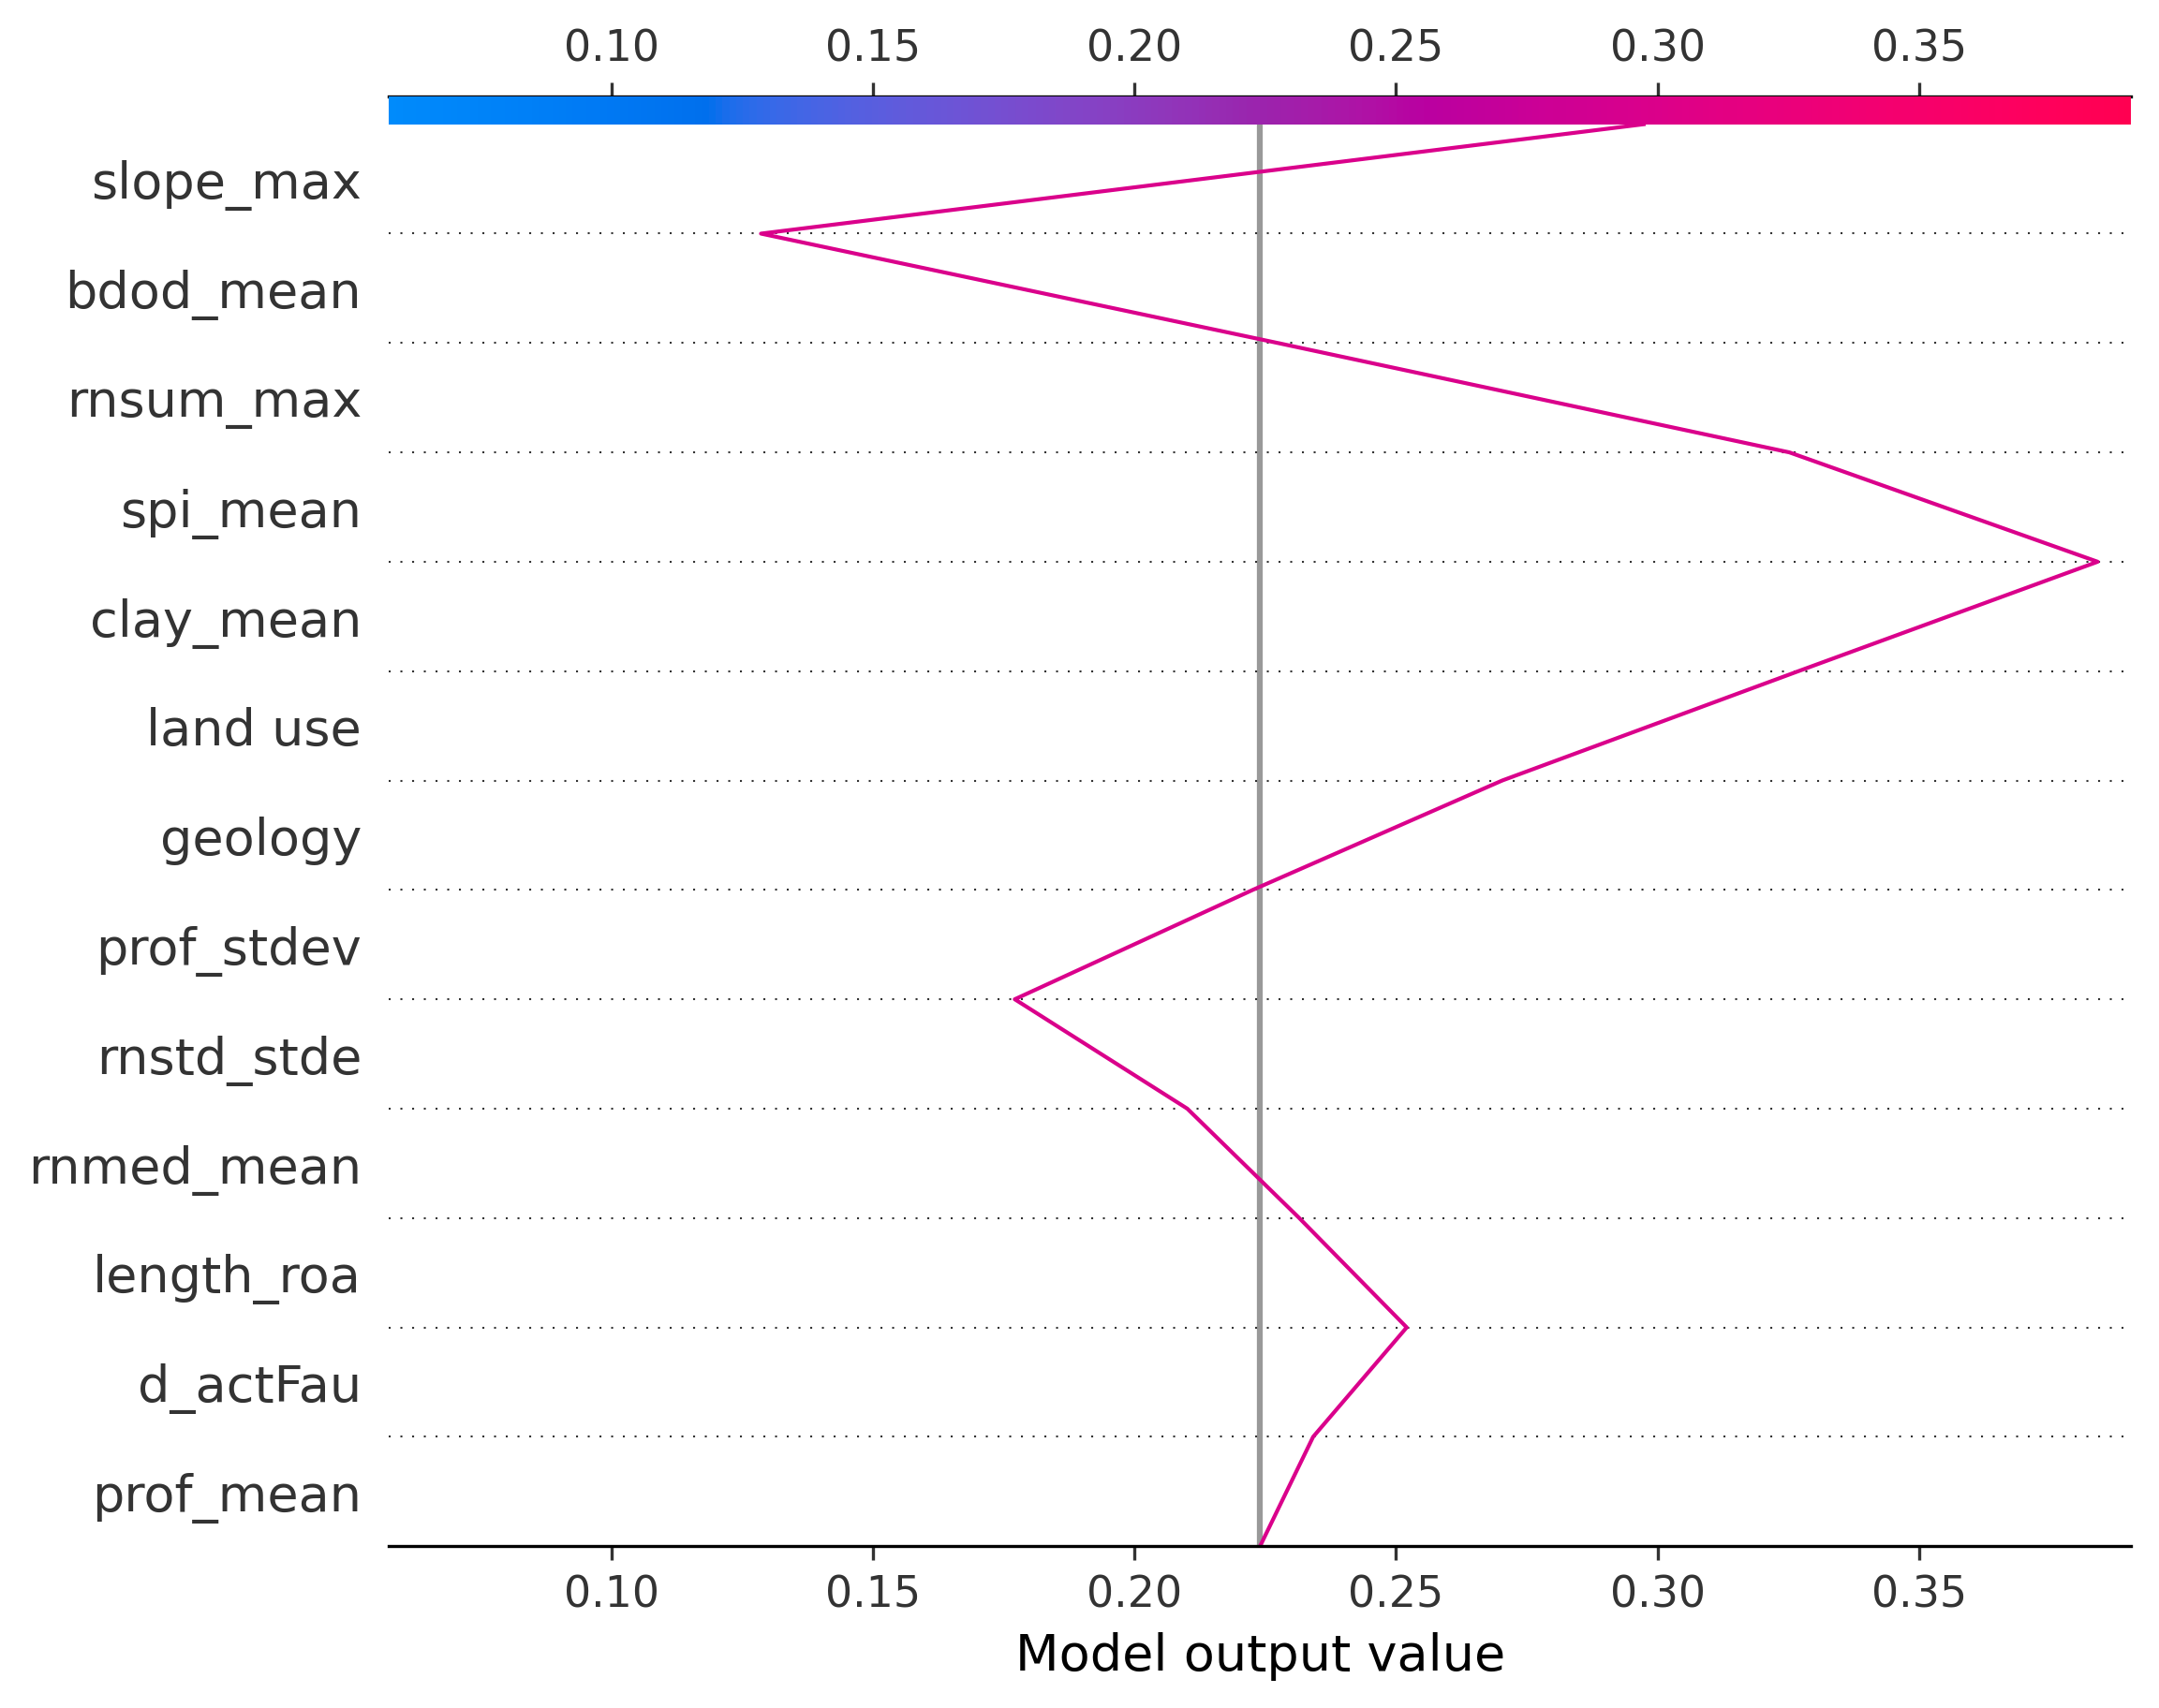 0.10 0.15 0.20 0.25 0.30 0.35
slope_max
bdod_mean
rnsum_max
spi_mean
clay_mean
land use
geology
prof_stdev
rnstd_stde
rnmed_mean
length_roa
d_actFau
prof_mean
0.10 0.15 0.20 0.25 0.30 0.35
Model output value